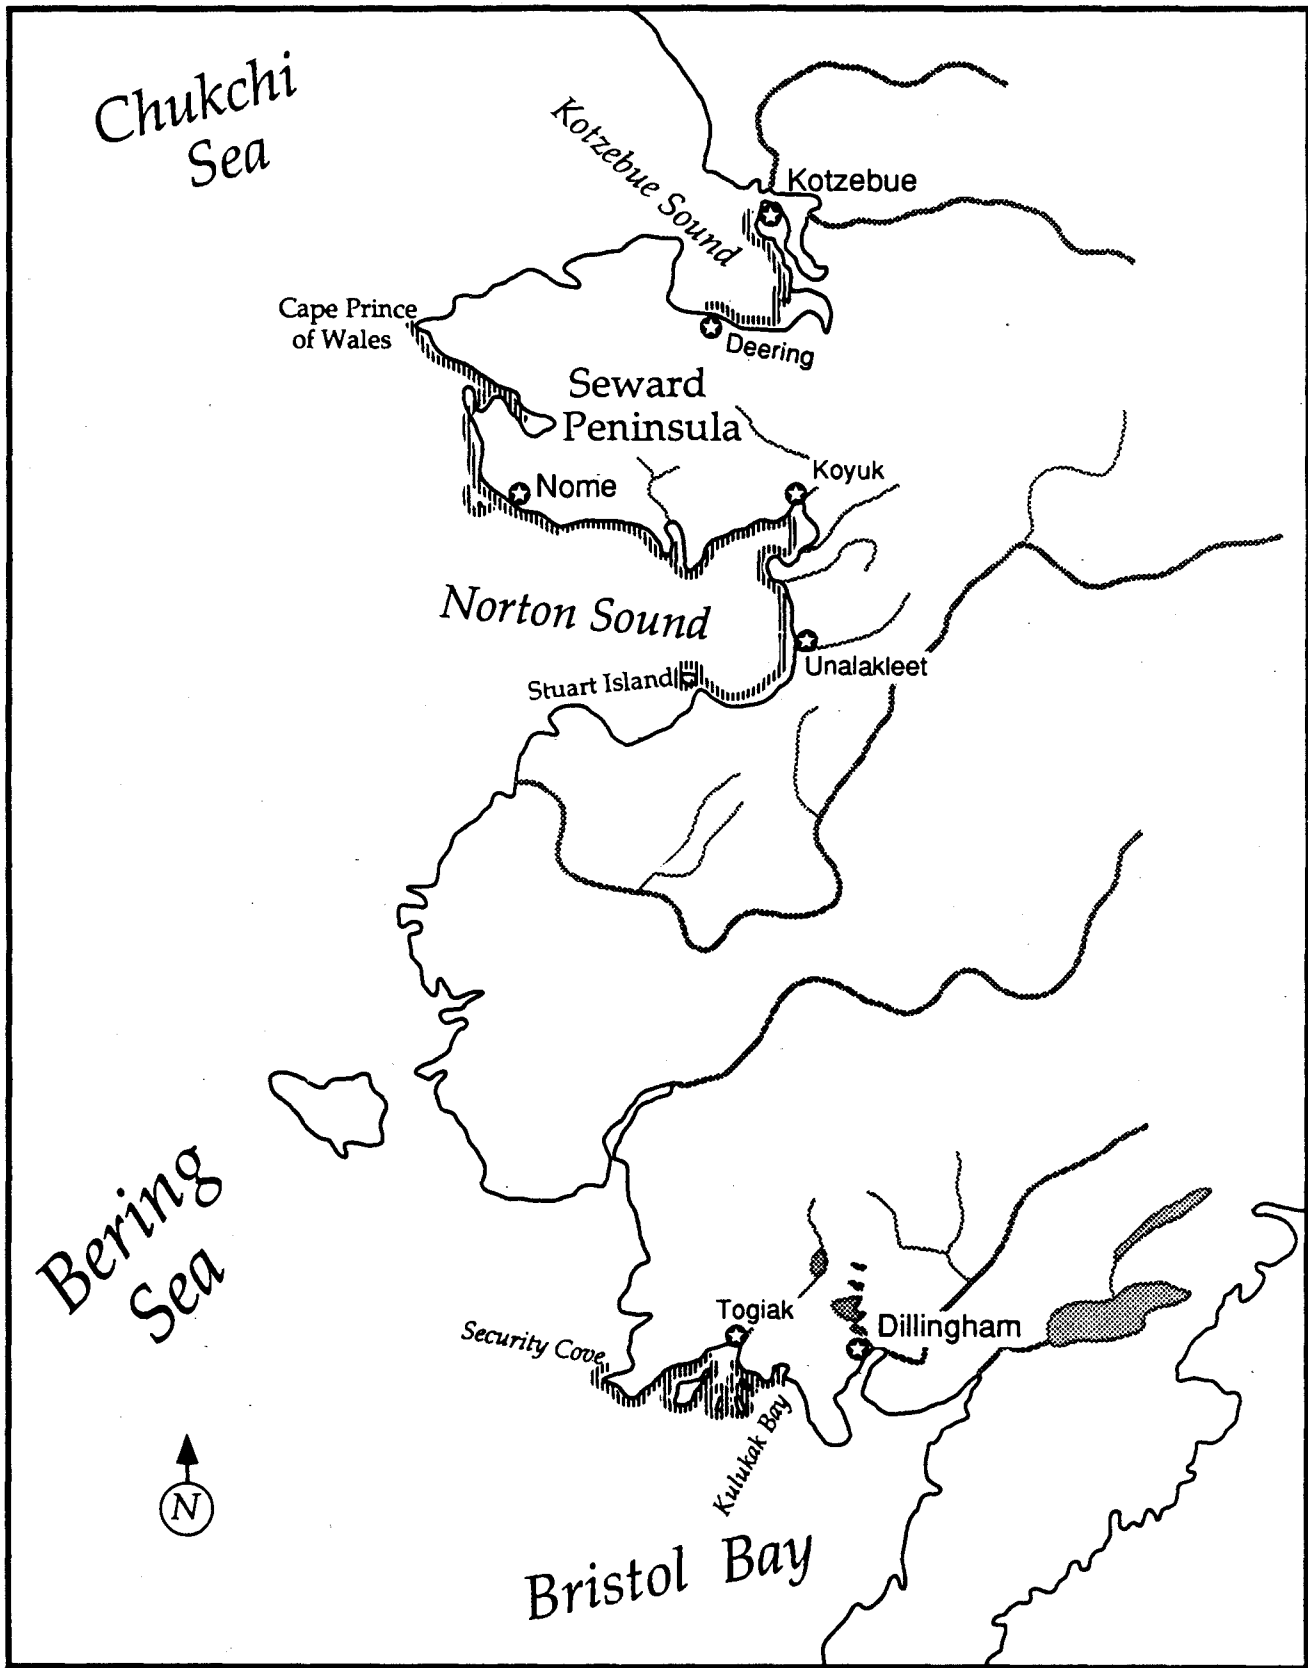 Chukchi
Sea
Kotzebue Sound
Kotzebue
Cape Prince
of Wales
Deering
Seward
Peninsula
Koyuk
Nome
Norton Sound
Unalakleet
Stuart Island
Bering
Sea
Togiak
Dillingham
Security Cove
Kulukak Bay
N
Bristol Bay